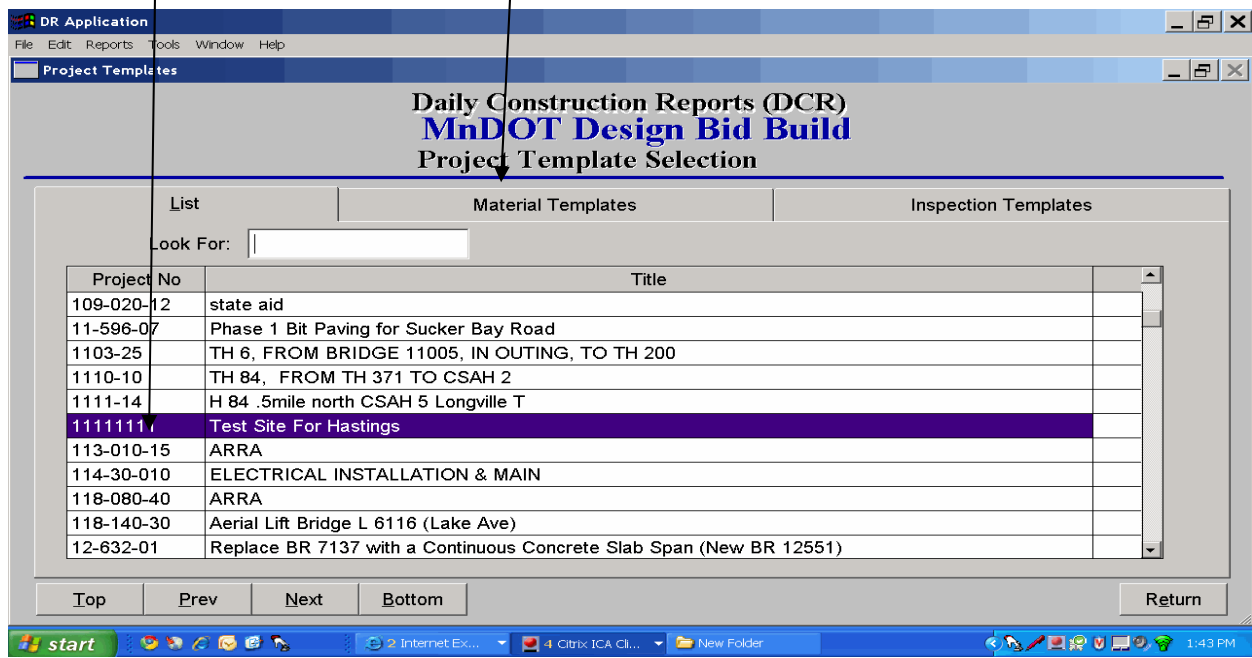 DR Application
File Edit Reports Tools Window Help
Project Templates
Daily Construction Reports (DCR)
MnDOT Design Bid Build
Project Template Selection
List Material Templates Inspection Templates
Look For:
Project No Title
109-020-12 state aid
11-596-07 Phase 1 Bit Paving for Sucker Bay Road
1103-25 TH 6, FROM BRIDGE 11005, IN OUTING, TO TH 200
1110-10 TH 84, FROM TH 371 TO CSAH 2
1111-14 H 84 .5mile north CSAH 5 Longville T
11111111 Test Site For Hastings
113-010-15 ARRA
114-30-010 ELECTRICAL INSTALLATION & MAIN
118-080-40 ARRA
118-140-30 Aerial Lift Bridge L 6116 (Lake Ave)
12-632-01 Replace BR 7137 with a Continuous Concrete Slab Span (New BR 12551)
Top Prev Next Bottom Return
start 2 Internet Ex... 4 Citrix ICA Cli... New Folder 1:43 PM